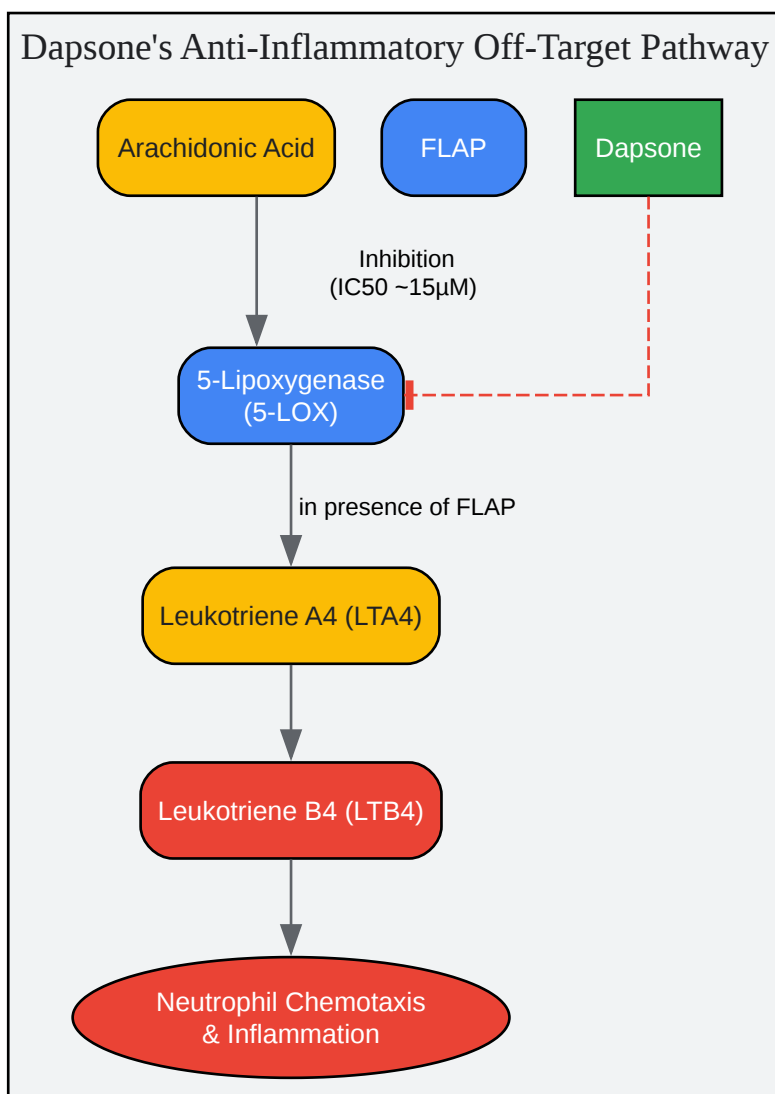 Dapsone's Anti-Inflammatory Off-Target Pathway
Arachidonic Acid
FLAP
Dapsone
Inhibition
(IC50 ~15µM)
5-Lipoxygenase
(5-LOX)
in presence of FLAP
Leukotriene A4 (LTA4)
Leukotriene B4 (LTB4)
Neutrophil Chemotaxis
& Inflammation